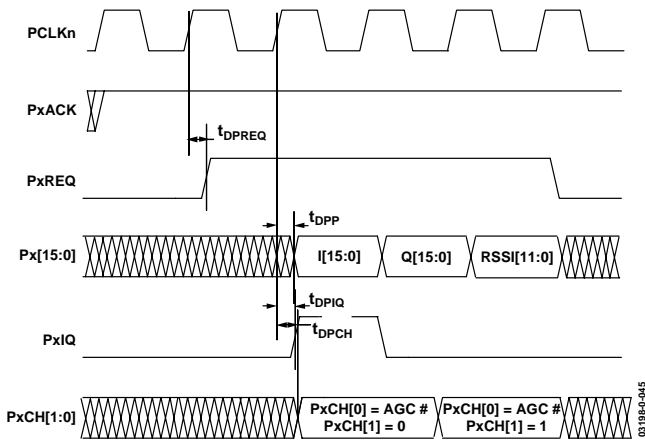 PCLKn
PxACK
tDPREQ
PxREQ
tDPP
Px[15:0]
I[15:0]
Q[15:0]
RSSI[11:0]
tDPIQ
tDPCH
PxIQ
PxCH[1:0]
PxCH[0] = AGC #
PxCH[1] = 0
PxCH[0] = AGC #
PxCH[1] = 1
03198-0-045